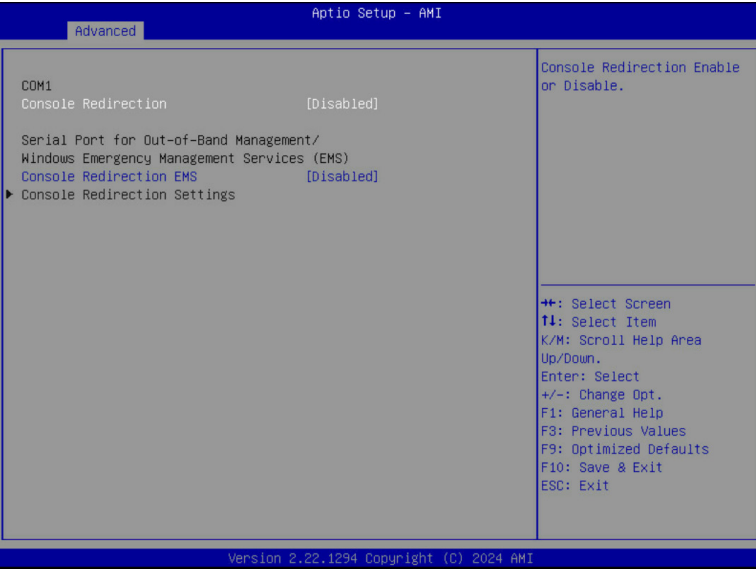 Aptio Setup – AMI
Advanced
COM1
Console Redirection [Disabled]
Serial Port for Out-of-Band Management/
Windows Emergency Management Services (EMS)
Console Redirection EMS [Disabled]
▶ Console Redirection Settings
Console Redirection Enable
or Disable.
→←: Select Screen
↑↓: Select Item
K/M: Scroll Help Area
Up/Down.
Enter: Select
+/-: Change Opt.
F1: General Help
F3: Previous Values
F9: Optimized Defaults
F10: Save & Exit
ESC: Exit
Version 2.22.1294 Copyright (C) 2024 AMI